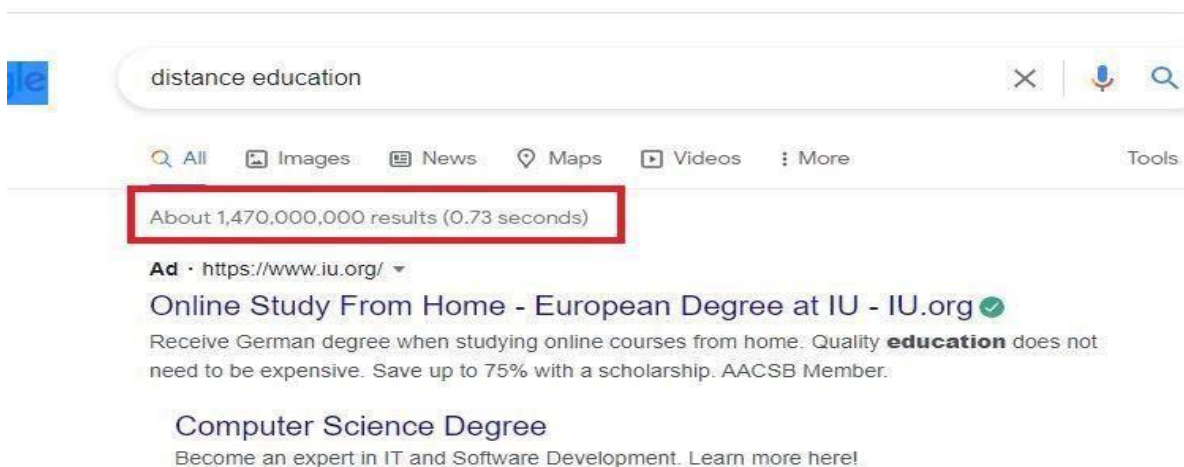 gle
distance education
All Images News Maps Videos More Tools
About 1,470,000,000 results (0.73 seconds)
Ad · https://www.iu.org/
Online Study From Home - European Degree at IU - IU.org
Receive German degree when studying online courses from home. Quality education does not
need to be expensive. Save up to 75% with a scholarship. AACSB Member.
Computer Science Degree
Become an expert in IT and Software Development. Learn more here!